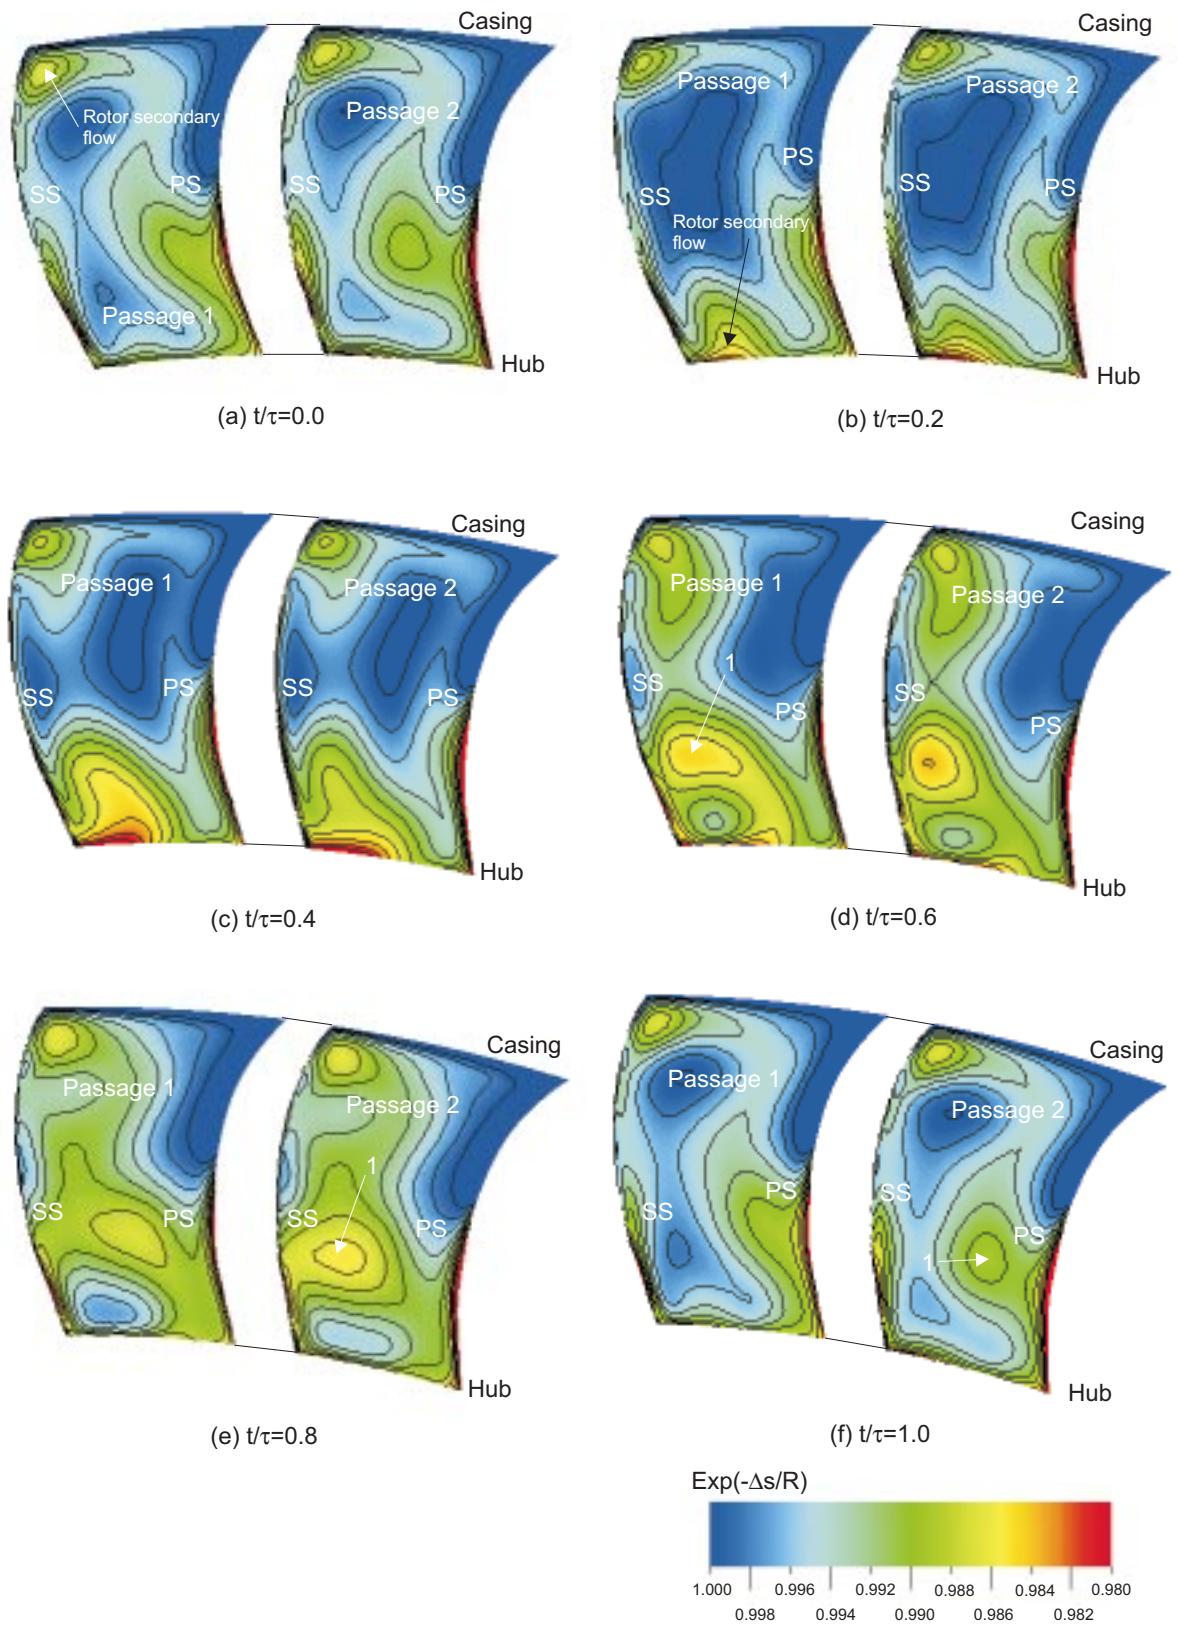 Casing
Passage 2
Rotor secondary
flow
SS
PS
SS
PS
Passage 1
Hub
(a) t/τ=0.0
Casing
Passage 1
Passage 2
PS
SS
SS
PS
Rotor secondary
flow
Hub
(b) t/τ=0.2
Casing
Passage 1
Passage 2
SS
PS
SS
PS
Hub
(c) t/τ=0.4
Casing
Passage 1
Passage 2
1
SS
PS
SS
PS
Hub
(d) t/τ=0.6
Casing
Passage 1
Passage 2
1
SS
PS
SS
PS
Hub
(e) t/τ=0.8
Casing
Passage 1
Passage 2
PS
SS
SS
PS
1
Hub
(f) t/τ=1.0
Exp(-Δs/R)
1.000 0.996 0.992 0.988 0.984 0.980
0.998 0.994 0.990 0.986 0.982